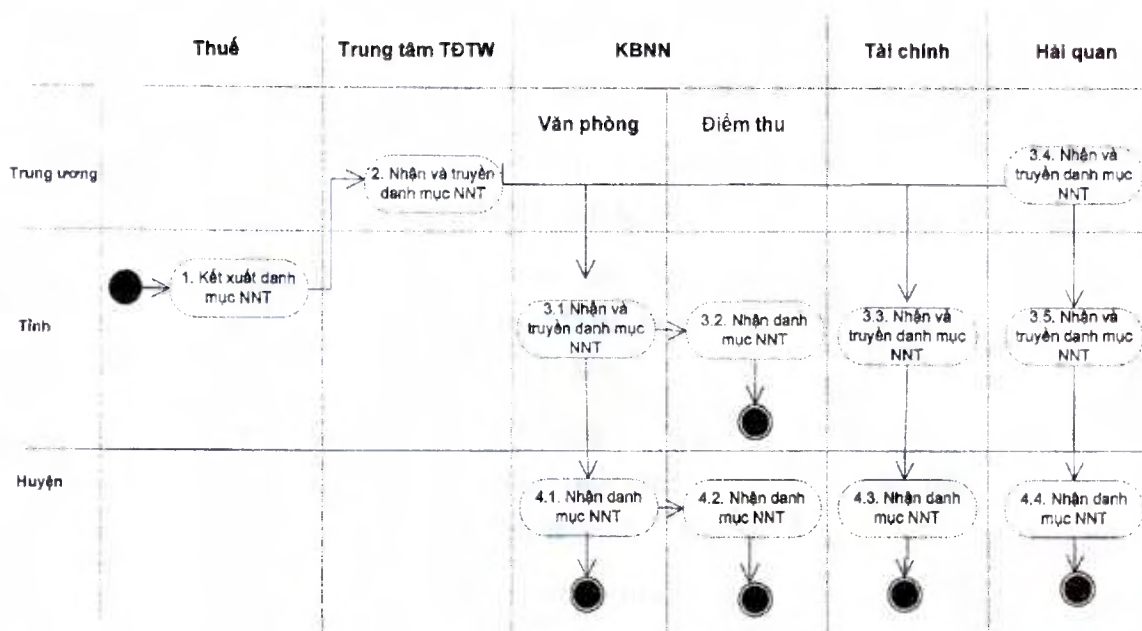 Thuế
Trung tâm TĐTW
KBNN
Tài chính
Hải quan
Văn phòng
Điểm thu
Trung ương
2. Nhận và truyền
danh mục NNT
3.4. Nhận và
truyền danh mục
NNT
Tỉnh
1. Kết xuất danh
mục NNT
3.1 Nhận và
truyền danh mục
NNT
3.2. Nhận danh
mục NNT
3.3. Nhận và
truyền danh mục
NNT
3.5. Nhận và
truyền danh mục
NNT
Huyện
4.1. Nhận danh
mục NNT
4.2. Nhận danh
mục NNT
4.3. Nhận danh
mục NNT
4.4. Nhận danh
mục NNT